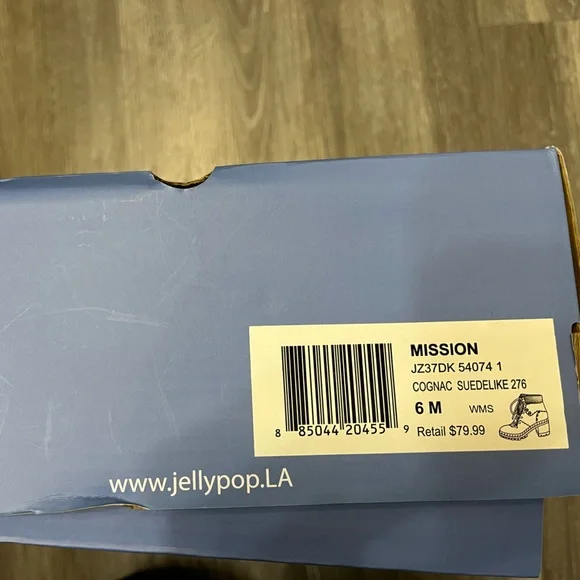 MISSION
JZ37DK 54074 1
COGNAC SUEDELIKE 276
6 M WMS
Retail $79.99
8 85044 20455 9
www.jellypop.LA